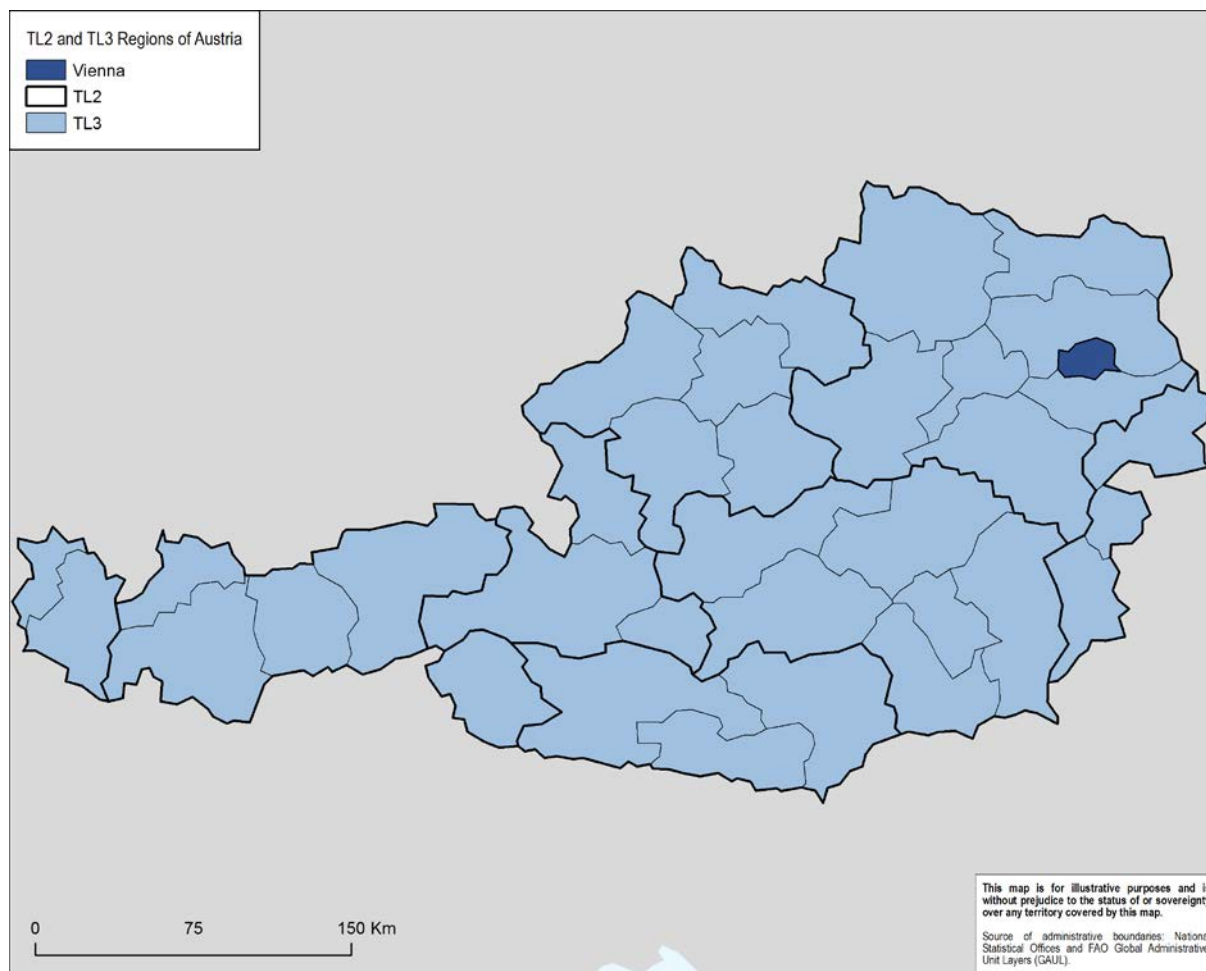 TL2 and TL3 Regions of Austria
Vienna
TL2
TL3
0 75 150 Km
This map is for illustrative purposes and i
without prejudice to the status of or sovereignty
over any territory covered by this map.
Source of administrative boundaries: Nationa
Statistical Offices and FAO Global Administrative
Unit Layers (GAUL).